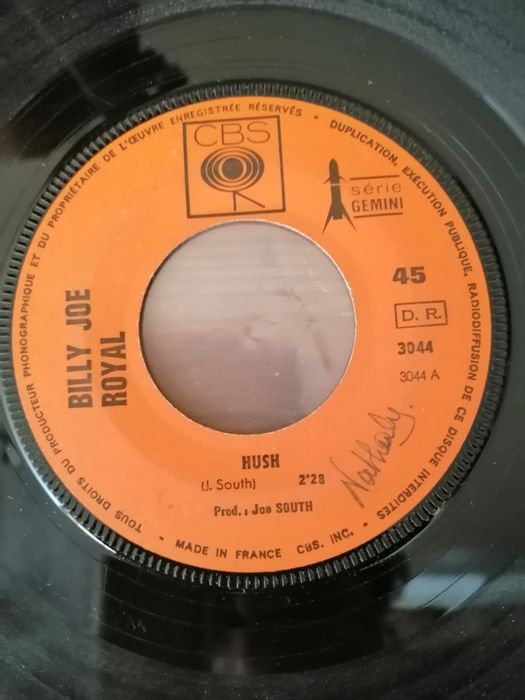 TOUS DROITS DU PRODUCTEUR PHONOGRAPHIQUE ET DU PROPRIÉTAIRE DE L'ŒUVRE ENREGISTRÉE RÉSERVÉS - DUPLICATION, EXÉCUTION PUBLIQUE, RADIODIFFUSION DE CE DISQUE INTERDITES
CBS
série
GEMINI
45
D. R.
3044
3044 A
BILLY JOE
ROYAL
HUSH
(J. South) 2'28
Prod. : Joe SOUTH
Nathaly.
- MADE IN FRANCE CBS, INC. -